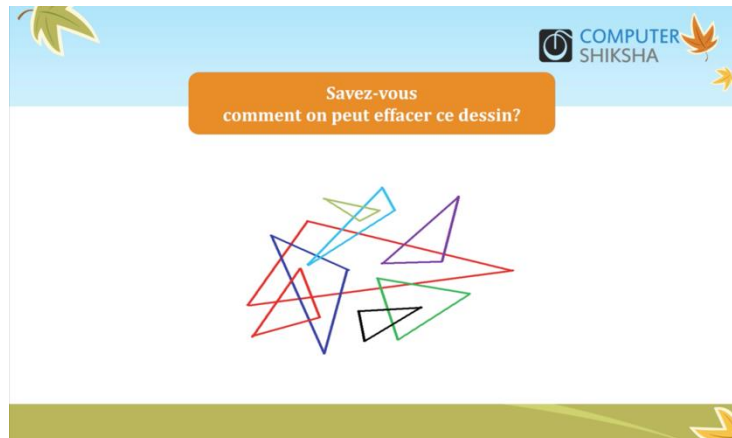 COMPUTER
SHIKSHA
Savez-vous
comment on peut effacer ce dessin?